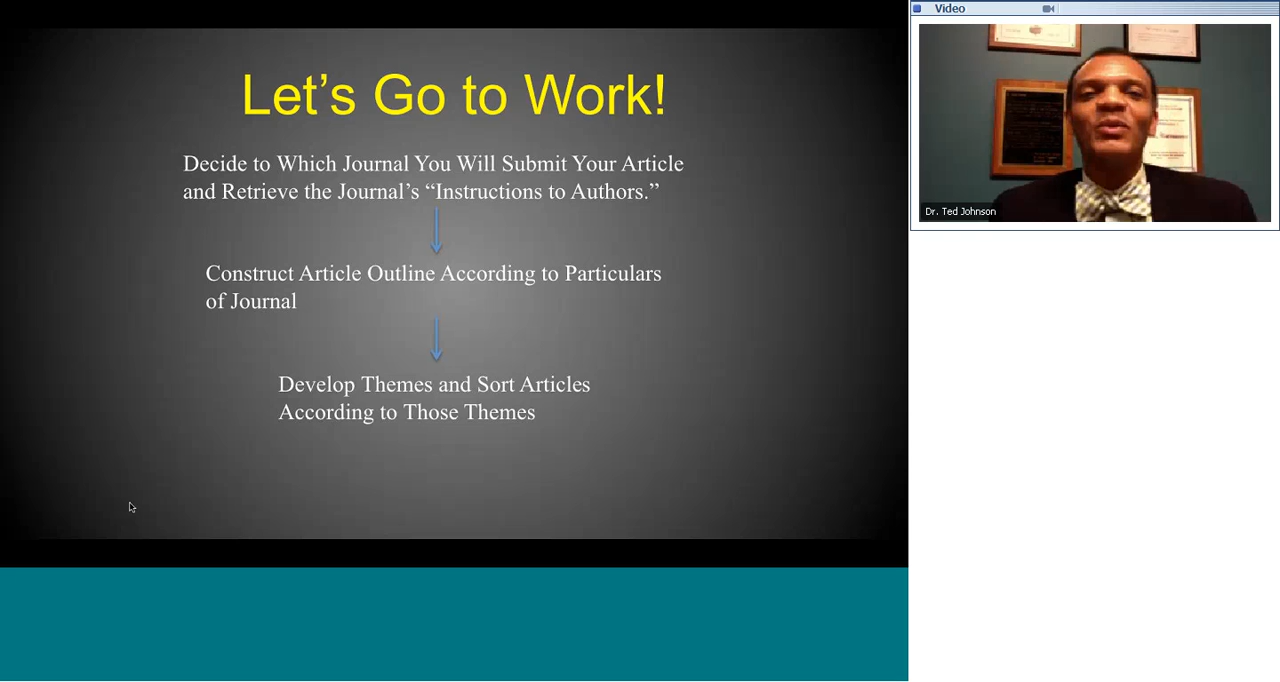 Let’s Go to Work!
Decide to Which Journal You Will Submit Your Article
and Retrieve the Journal’s “Instructions to Authors.”
Construct Article Outline According to Particulars
of Journal
Develop Themes and Sort Articles
According to Those Themes
Video
Dr. Ted Johnson